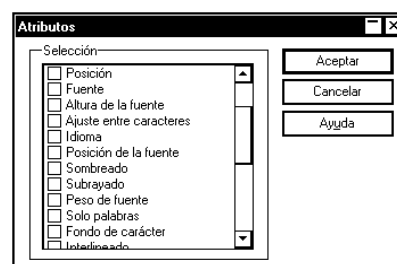 Atributos
Selección
Posición
Fuente
Altura de la fuente
Ajuste entre caracteres
Idioma
Posición de la fuente
Sombreado
Subrayado
Peso de fuente
Solo palabras
Fondo de carácter
Interlineado
Aceptar
Cancelar
Ayuda